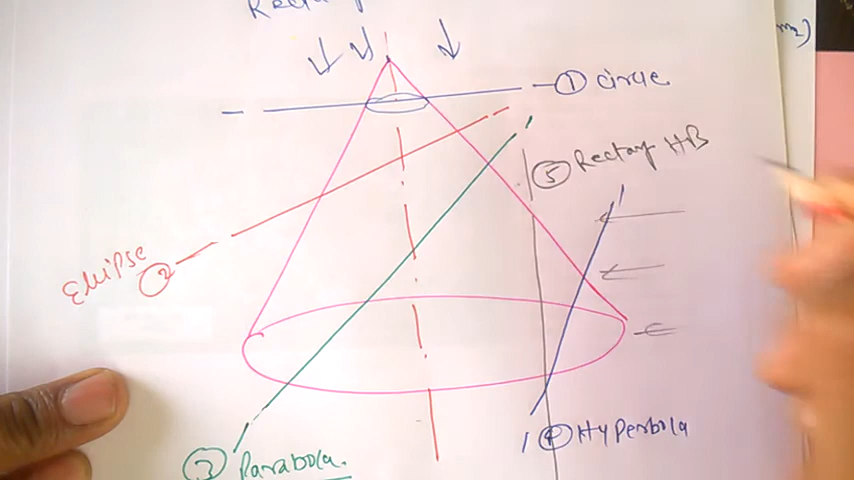 ① circle
⑤ Rectang HB
Ellipse
②
④ Hyperbola
③ Parabola.